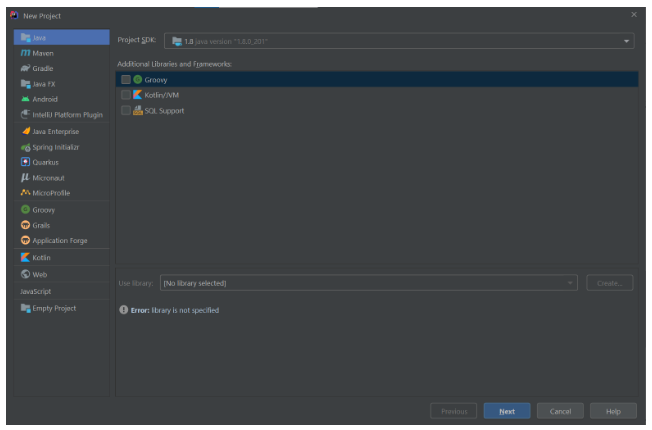 New Project
Java
Maven
Gradle
Java FX
Android
IntelliJ Platform Plugin
Java Enterprise
Spring Initializr
Quarkus
Micronaut
MicroProfile
Groovy
Grails
Application Forge
Kotlin
Web
JavaScript
Empty Project
Project SDK: 1.8 java version "1.8.0_201"
Additional Libraries and Frameworks:
Groovy
Kotlin/JVM
SQL Support
Use library: [No library selected] Create...
Error: library is not specified
Previous Next Cancel Help